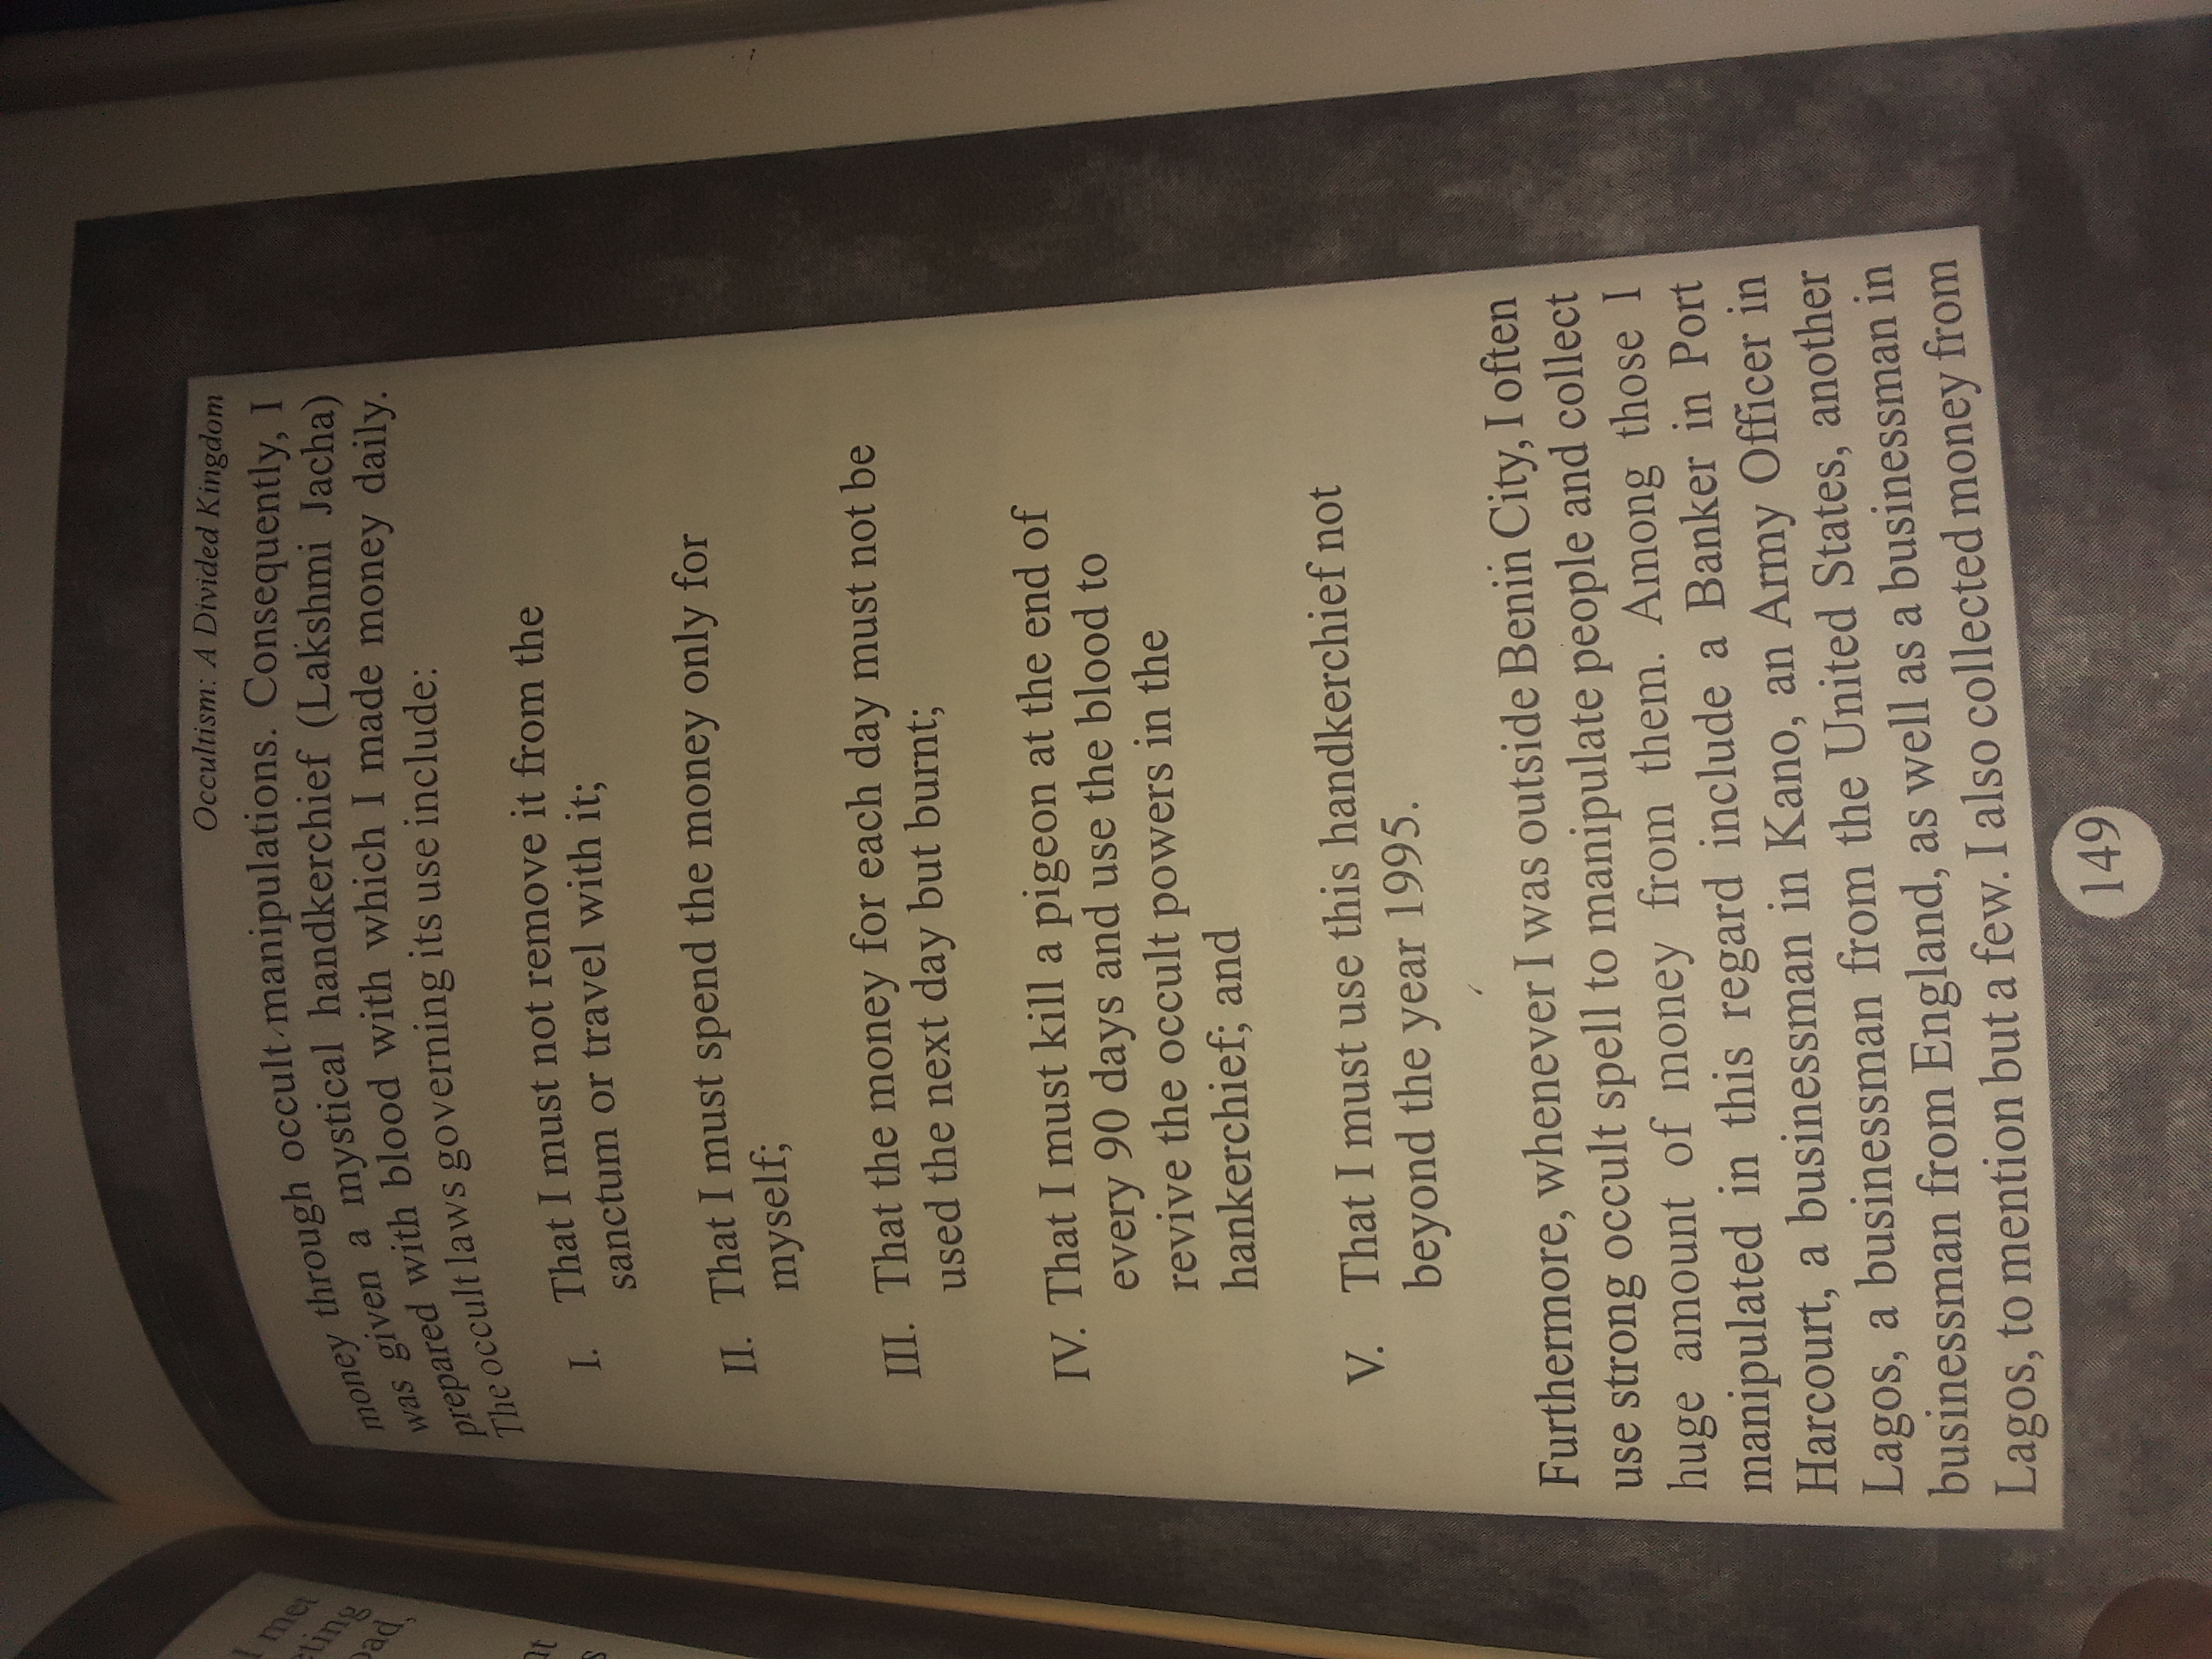 I met
eting
oad,
Occultism: A Divided Kingdom
money through occult manipulations. Consequently, I
was given a mystical handkerchief (Lakshmi Jacha)
prepared with blood with which I made money daily.
The occult laws governing its use include:
I. That I must not remove it from the
sanctum or travel with it;
II. That I must spend the money only for
myself;
III. That the money for each day must not be
used the next day but burnt;
IV. That I must kill a pigeon at the end of
every 90 days and use the blood to
revive the occult powers in the
hankerchief; and
V. That I must use this handkerchief not
beyond the year 1995.
Furthermore, whenever I was outside Benin City, I often
use strong occult spell to manipulate people and collect
huge amount of money from them. Among those I
manipulated in this regard include a Banker in Port
Harcourt, a businessman in Kano, an Army Officer in
Lagos, a businessman from the United States, another
businessman from England, as well as a businessman in
Lagos, to mention but a few. I also collected money from
149